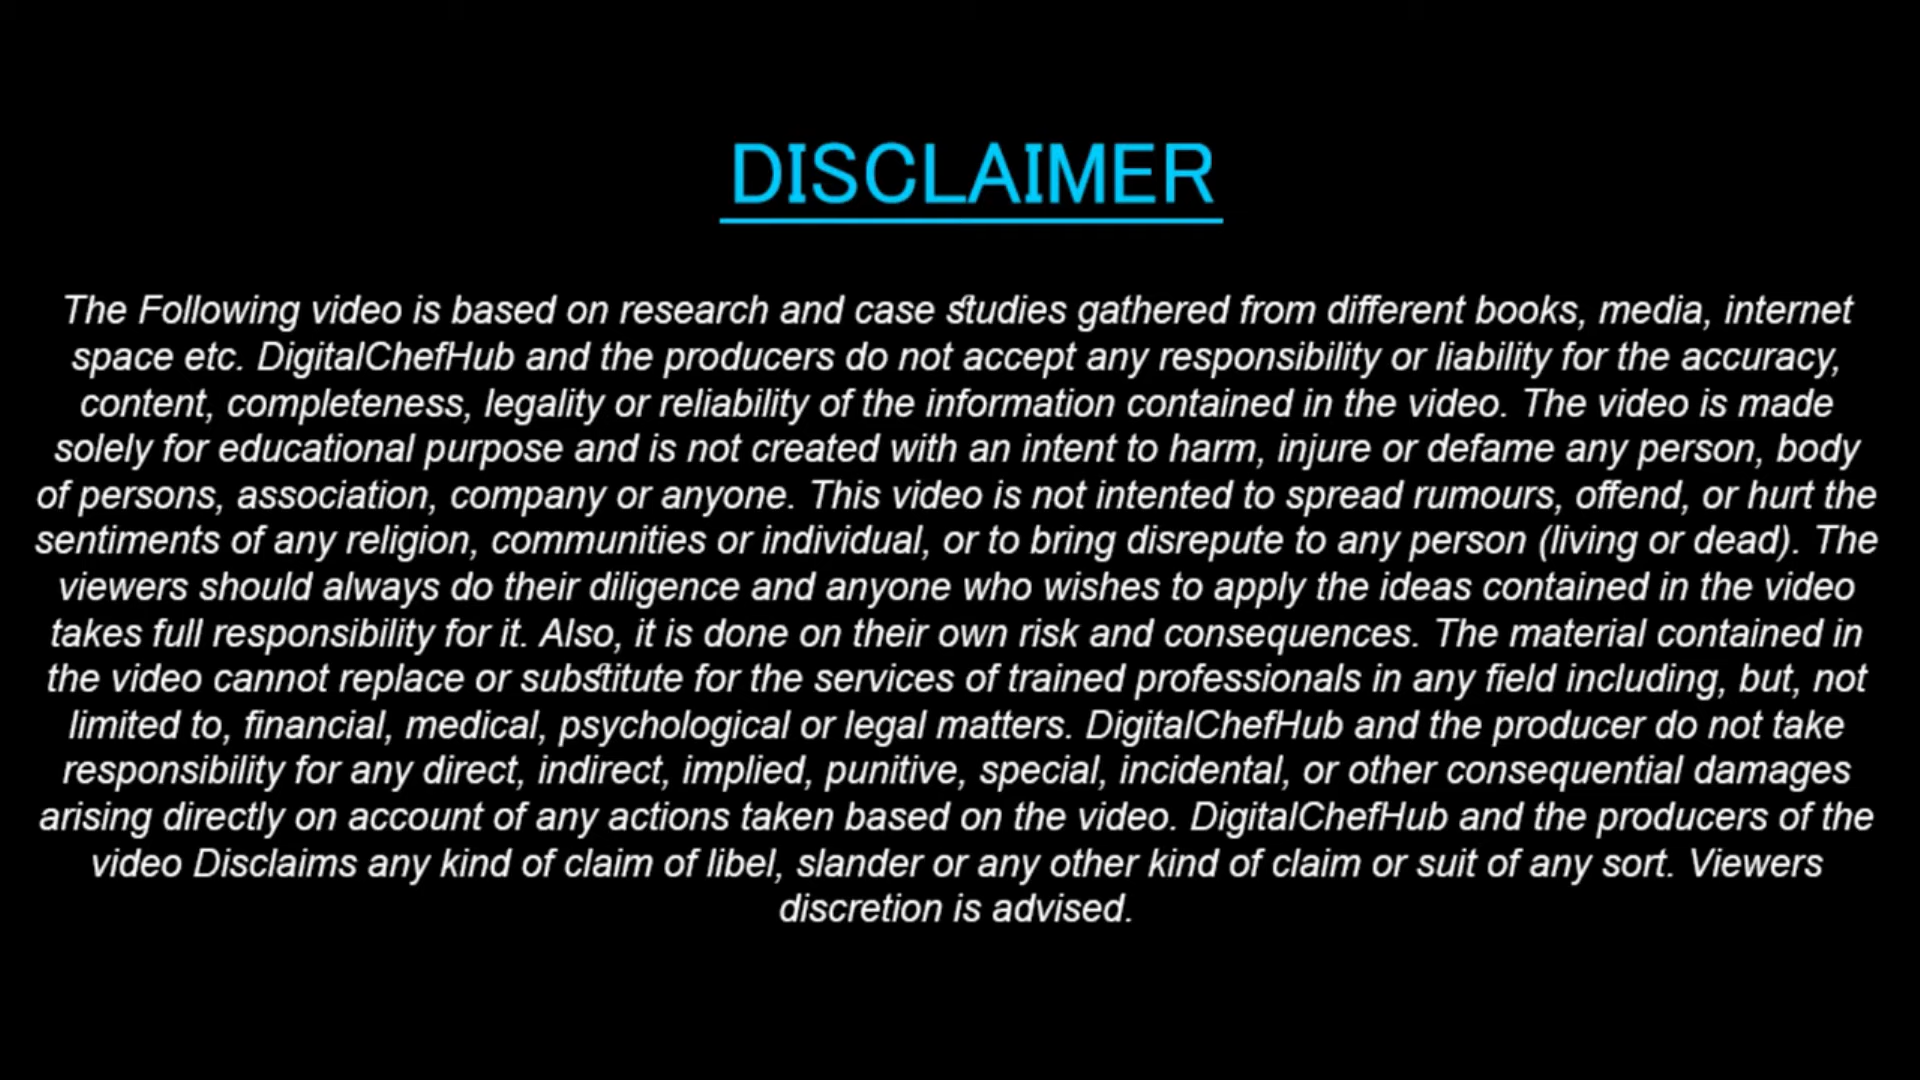 DISCLAIMER
The Following video is based on research and case studies gathered from different books, media, internet
space etc. DigitalChefHub and the producers do not accept any responsibility or liability for the accuracy,
content, completeness, legality or reliability of the information contained in the video. The video is made
solely for educational purpose and is not created with an intent to harm, injure or defame any person, body
of persons, association, company or anyone. This video is not intented to spread rumours, offend, or hurt the
sentiments of any religion, communities or individual, or to bring disrepute to any person (living or dead). The
viewers should always do their diligence and anyone who wishes to apply the ideas contained in the video
takes full responsibility for it. Also, it is done on their own risk and consequences. The material contained in
the video cannot replace or substitute for the services of trained professionals in any field including, but, not
limited to, financial, medical, psychological or legal matters. DigitalChefHub and the producer do not take
responsibility for any direct, indirect, implied, punitive, special, incidental, or other consequential damages
arising directly on account of any actions taken based on the video. DigitalChefHub and the producers of the
video Disclaims any kind of claim of libel, slander or any other kind of claim or suit of any sort. Viewers
discretion is advised.